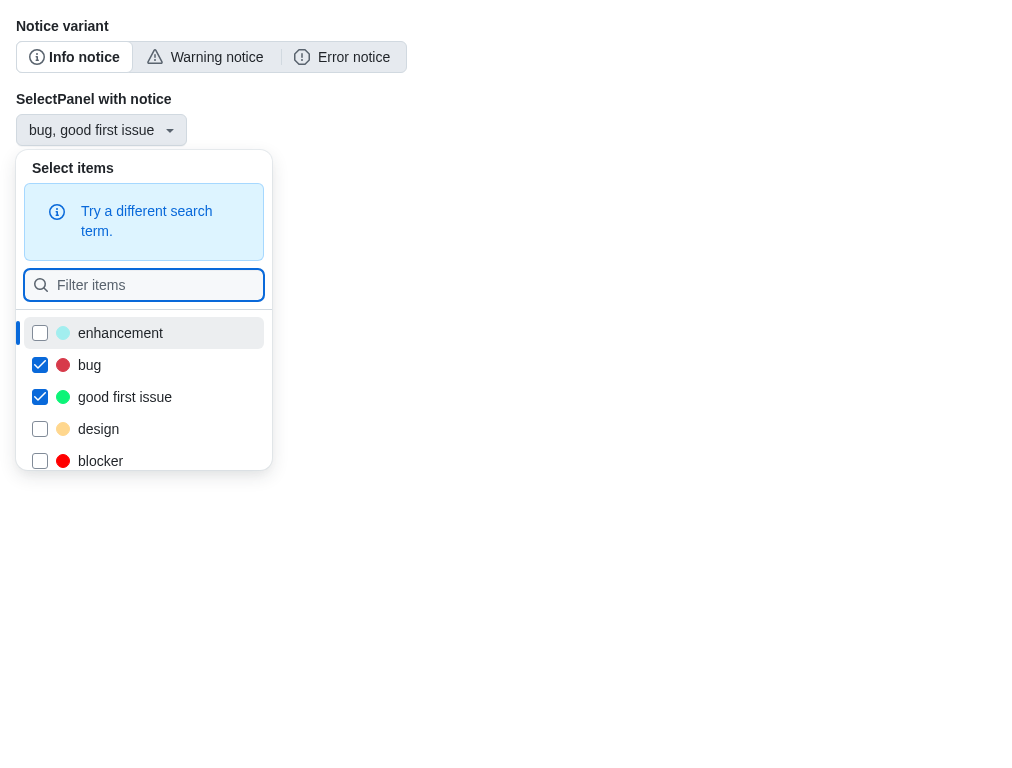 Notice variant
Info notice
Warning notice
Error notice
SelectPanel with notice
bug, good first issue
Select items
Try a different search
term.
Filter items
enhancement
bug
good first issue
design
blocker